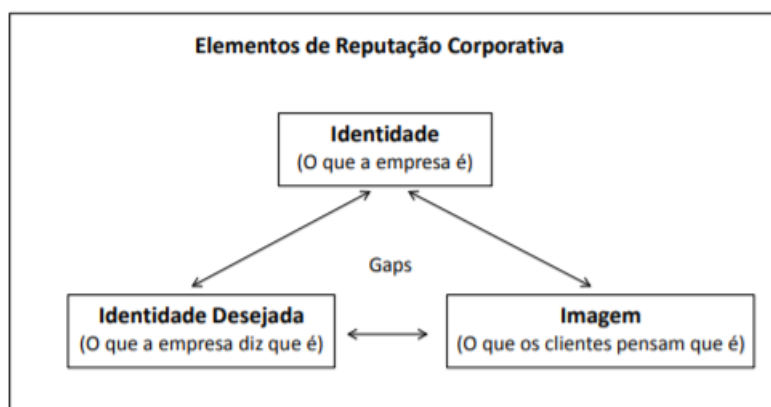 Elementos de Reputação Corporativa
Identidade
(O que a empresa é)
Gaps
Identidade Desejada
(O que a empresa diz que é)
Imagem
(O que os clientes pensam que é)